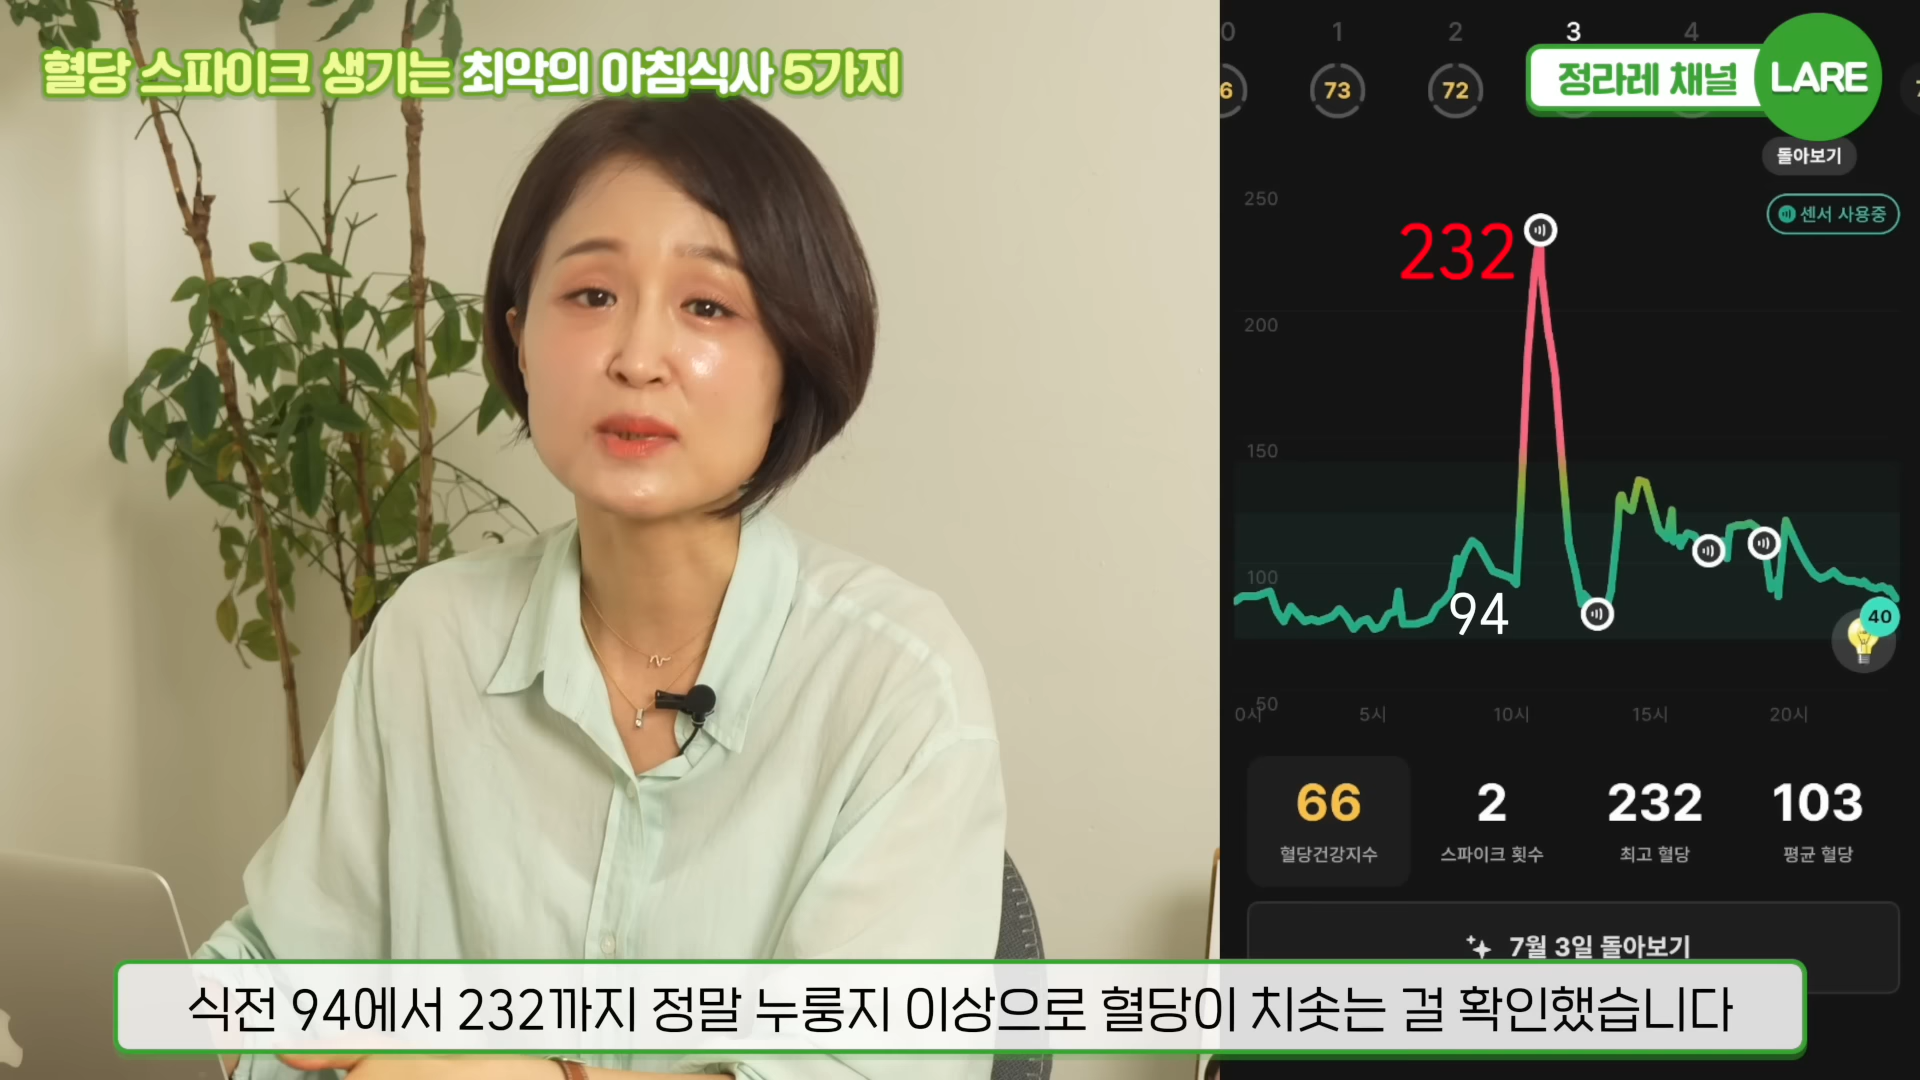 혈당 스파이크 생기는 최악의 아침식사 5가지
0 1 2 3 4
6 73 72
정라레 채널 LARE
돌아보기
센서 사용중
250
232
200
150
100
94
40
50
0시 5시 10시 15시 20시
66 2 232 103
혈당건강지수 스파이크 횟수 최고 혈당 평균 혈당
7월 3일 돌아보기
식전 94에서 232까지 정말 누룽지 이상으로 혈당이 치솟는 걸 확인했습니다